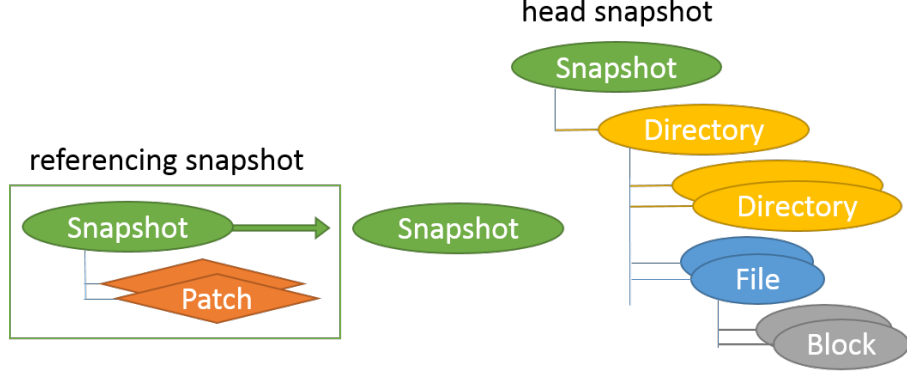 head snapshot
Snapshot
Directory
Directory
File
Block
referencing snapshot
Snapshot
Patch
Snapshot